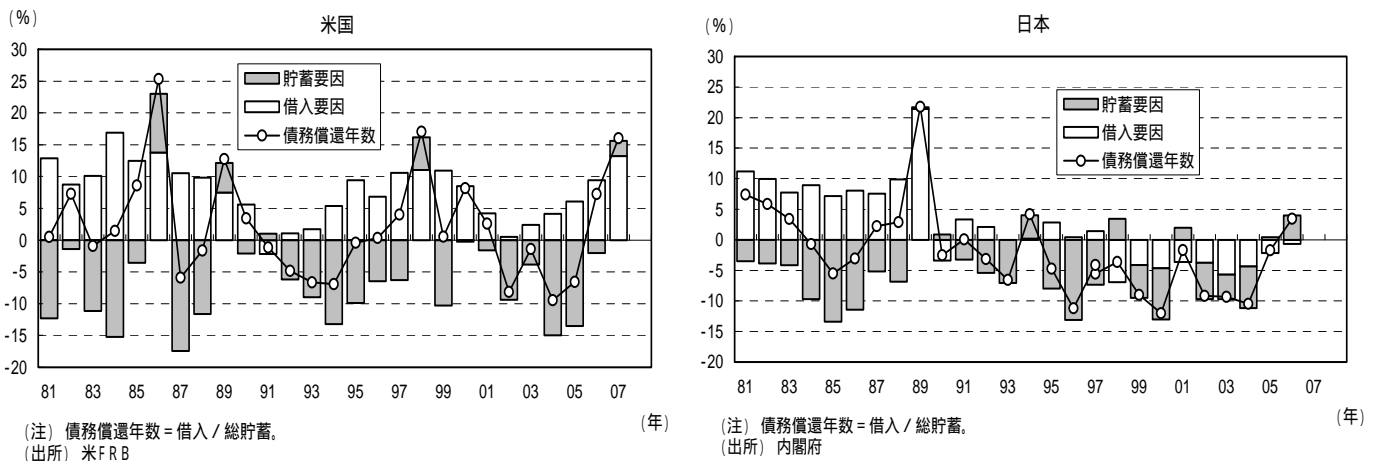 (%)
米国
30
25
20
15
10
5
0
-5
-10
-15
-20
貯蓄要因
借入要因
債務償還年数
81 83 85 87 89 91 93 95 97 99 01 03 05 07
(年)
(注) 債務償還年数 = 借入 / 総貯蓄。
(出所) 米FRB
(%)
日本
30
25
20
15
10
5
0
-5
-10
-15
-20
貯蓄要因
借入要因
債務償還年数
81 83 85 87 89 91 93 95 97 99 01 03 05 07
(年)
(注) 債務償還年数 = 借入 / 総貯蓄。
(出所) 内閣府